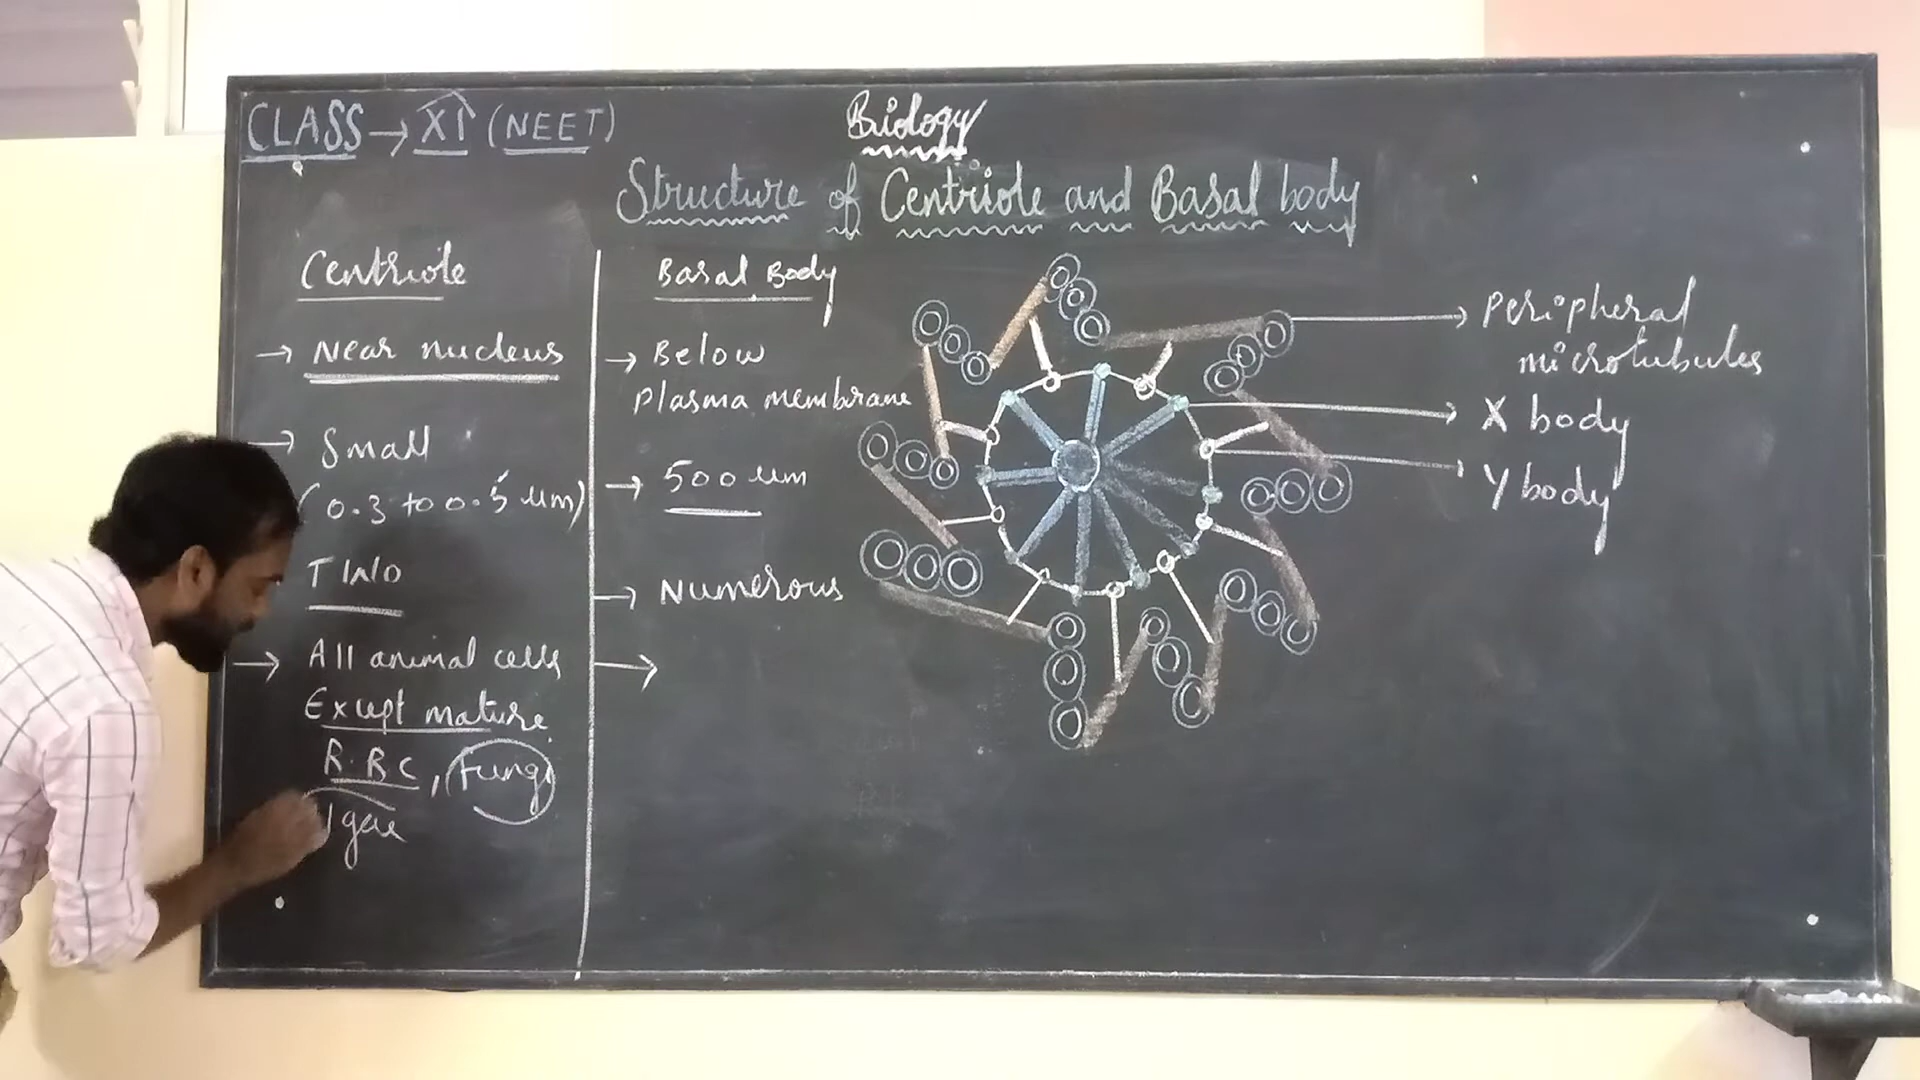 CLASS → XI (NEET)
Biology
Structure of Centriole and Basal body
Centriole
→ Near nucleus
→ Small
(0.3 to 0.5 um)
TWO
→ All animal cells
Except mature
R.B.C, Fungi
Basal Body
→ Below
plasma membrane
→ 500 um
→ Numerous
→
Peripheral
microtubules
X body
Y body